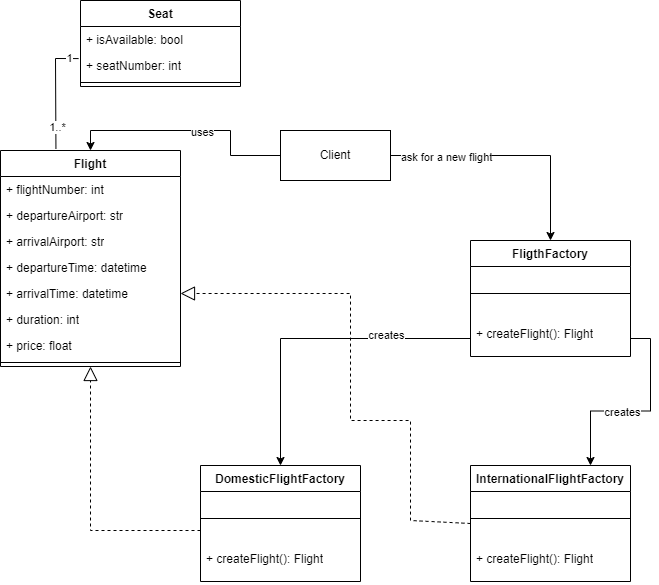 Seat
+ isAvailable: bool
+ seatNumber: int
1
1..*
uses
Client
ask for a new flight
Flight
+ flightNumber: int
+ departureAirport: str
+ arrivalAirport: str
+ departureTime: datetime
+ arrivalTime: datetime
+ duration: int
+ price: float
FligthFactory
+ createFlight(): Flight
creates
creates
DomesticFlightFactory
+ createFlight(): Flight
InternationalFlightFactory
+ createFlight(): Flight